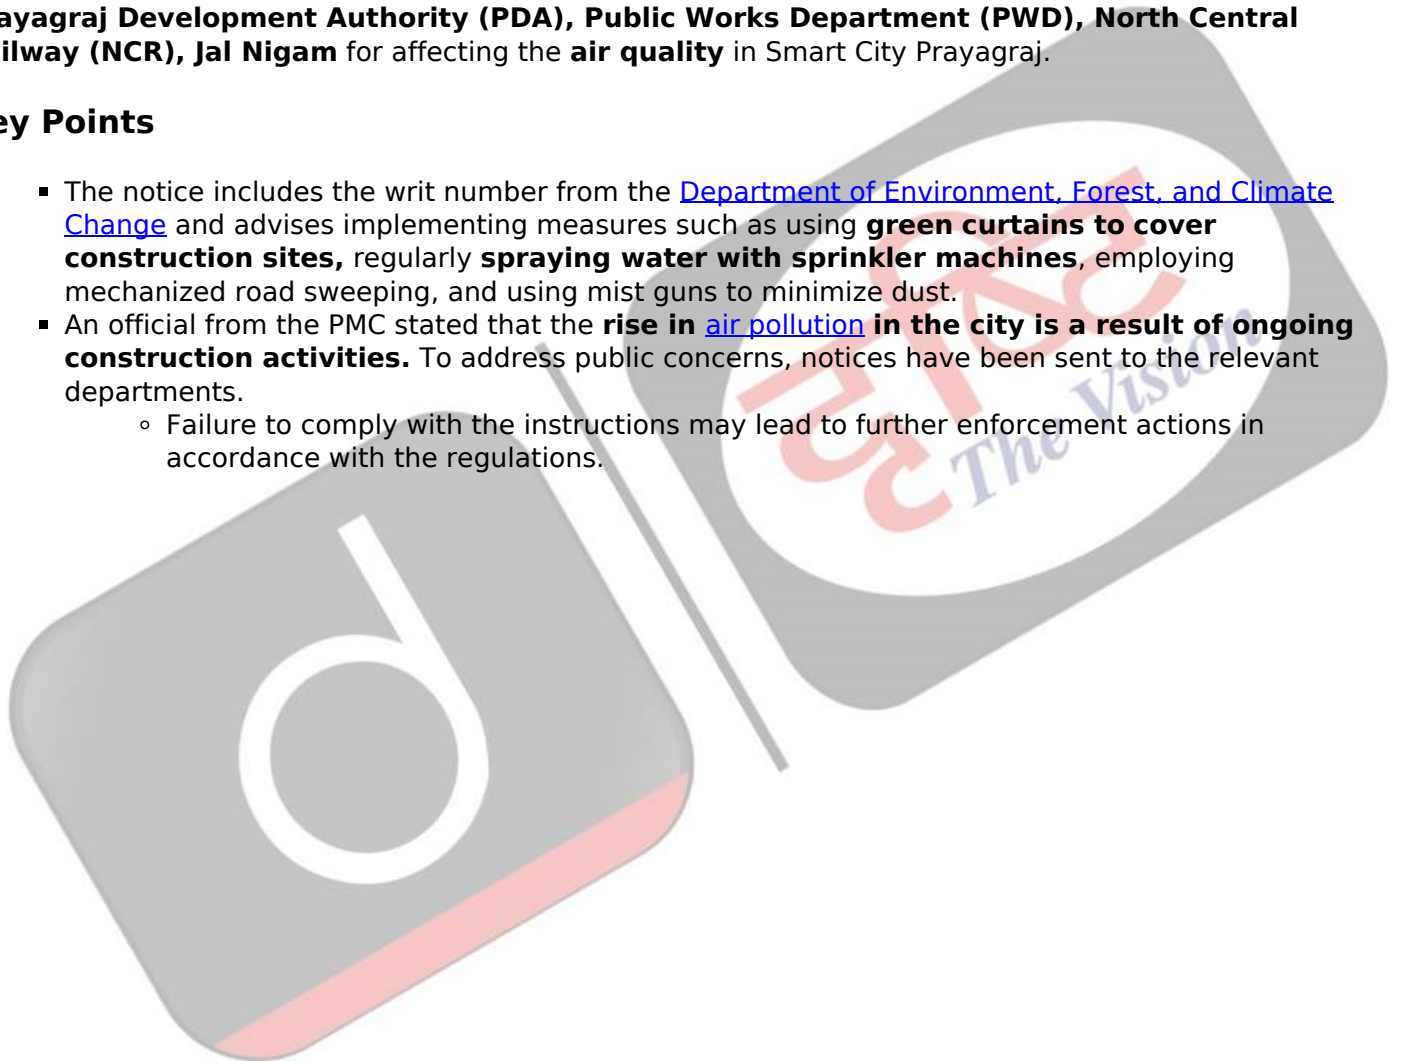 ayagraj Development Authority (PDA), Public Works Department (PWD), North Central
ilway (NCR), Jal Nigam for affecting the air quality in Smart City Prayagraj.
ey Points
▪ The notice includes the writ number from the Department of Environment, Forest, and Climate
Change and advises implementing measures such as using green curtains to cover
construction sites, regularly spraying water with sprinkler machines, employing
mechanized road sweeping, and using mist guns to minimize dust.
▪ An official from the PMC stated that the rise in air pollution in the city is a result of ongoing
construction activities. To address public concerns, notices have been sent to the relevant
departments.
◦ Failure to comply with the instructions may lead to further enforcement actions in
accordance with the regulations.
d
दृष्टि
The Vision